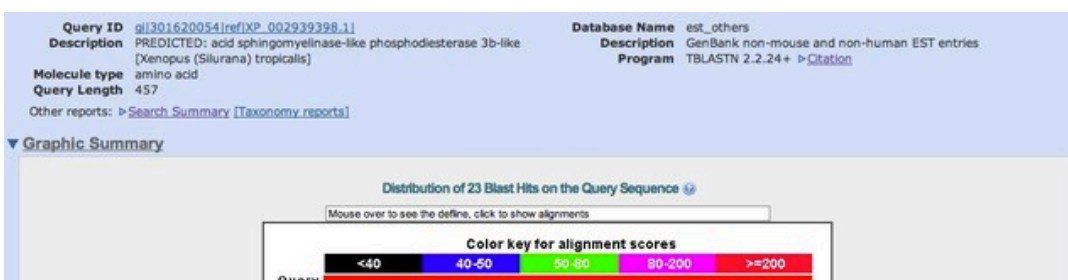 Query ID gi|301620054|ref|XP_002939398.1|
Description PREDICTED: acid sphingomyelinase-like phosphodiesterase 3b-like
[Xenopus (Silurana) tropicalis]
Molecule type amino acid
Query Length 457
Database Name est_others
Description GenBank non-mouse and non-human EST entries
Program TBLASTN 2.2.24+ ▷Citation
Other reports: ▷Search Summary [Taxonomy reports]
▼Graphic Summary
Distribution of 23 Blast Hits on the Query Sequence
Mouse over to see the defline, click to show alignments
Color key for alignment scores
<40 40-50 50-80 80-200 >=200
Query